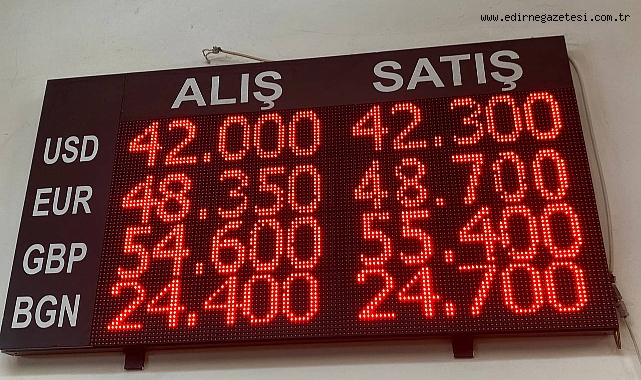 www.edirnegazetesi.com.tr
ALIŞ SATIŞ
USD 42.000 42.300
EUR 48.350 48.700
GBP 54.600 55.400
BGN 24.400 24.700